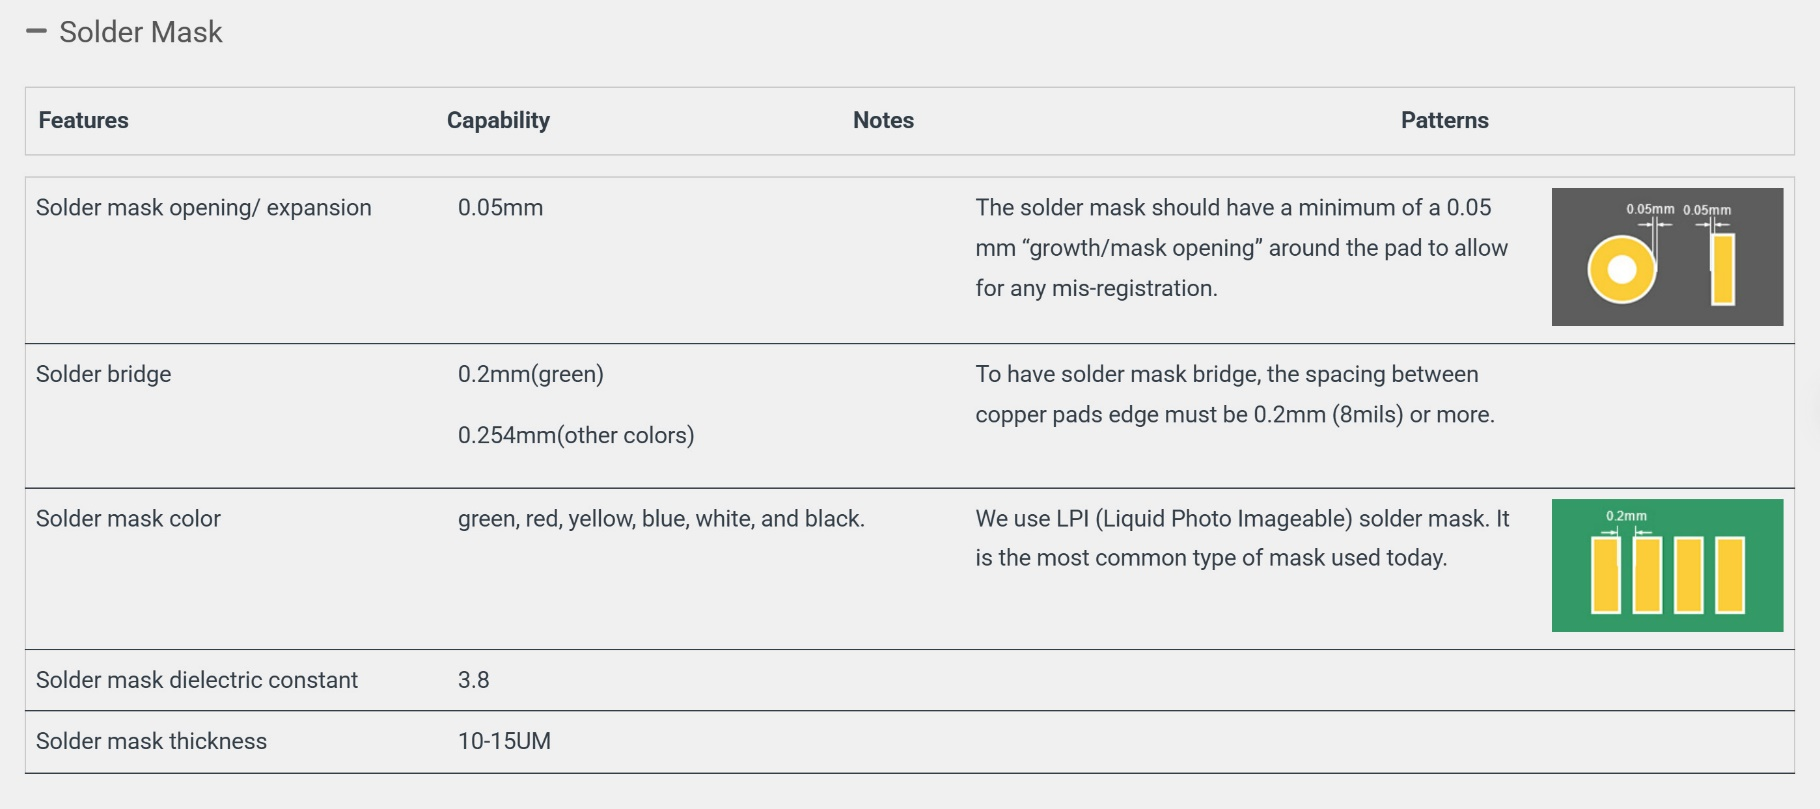 Solder Mask
Features Capability Notes Patterns
Solder mask opening/ expansion 0.05mm The solder mask should have a minimum of a 0.05
mm “growth/mask opening” around the pad to allow
for any mis-registration.
0.05mm 0.05mm
Solder bridge 0.2mm(green) To have solder mask bridge, the spacing between
copper pads edge must be 0.2mm (8mils) or more.
0.254mm(other colors)
Solder mask color green, red, yellow, blue, white, and black. We use LPI (Liquid Photo Imageable) solder mask. It
is the most common type of mask used today.
0.2mm
Solder mask dielectric constant 3.8
Solder mask thickness 10-15UM